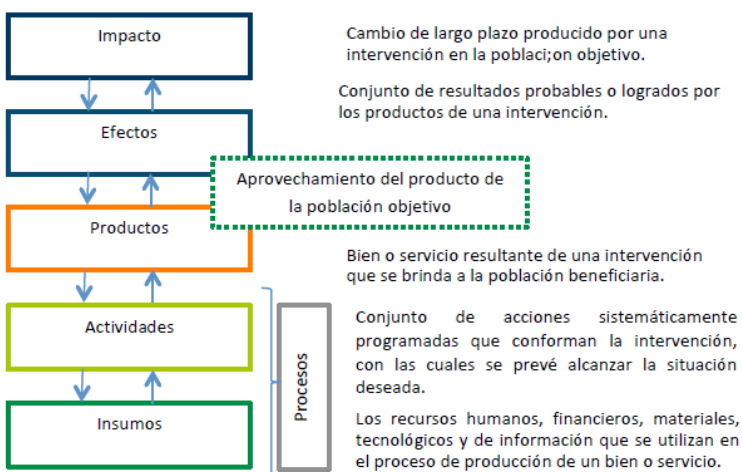 Impacto
Cambio de largo plazo producido por una
intervención en la poblaci;on objetivo.
Conjunto de resultados probables o logrados por
los productos de una intervención.
Efectos
Aprovechamiento del producto de
la población objetivo
Productos
Bien o servicio resultante de una intervención
que se brinda a la población beneficiaria.
Actividades
Conjunto de acciones sistemáticamente
programadas que conforman la intervención,
con las cuales se prevé alcanzar la situación
deseada.
Procesos
Insumos
Los recursos humanos, financieros, materiales,
tecnológicos y de información que se utilizan en
el proceso de producción de un bien o servicio.